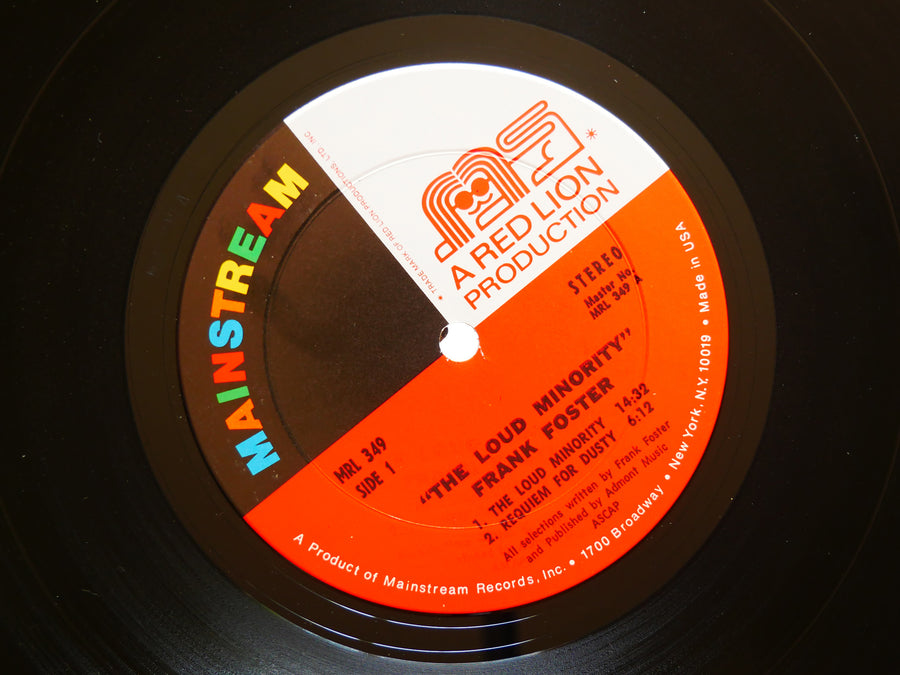 MAINSTREAM
* TRADE MARK OF RED LION PRODUCTIONS, LTD. INC.
*
A RED LION
PRODUCTION
STEREO
Master No.
MRL 349 A
MRL 349
SIDE 1
“THE LOUD MINORITY”
FRANK FOSTER
1. THE LOUD MINORITY 14:32
2. REQUIEM FOR DUSTY 6:12
All selections written by Frank Foster
and Published by Admont Music
ASCAP
A Product of Mainstream Records, Inc. • 1700 Broadway • New York, N.Y. 10019 • Made in USA